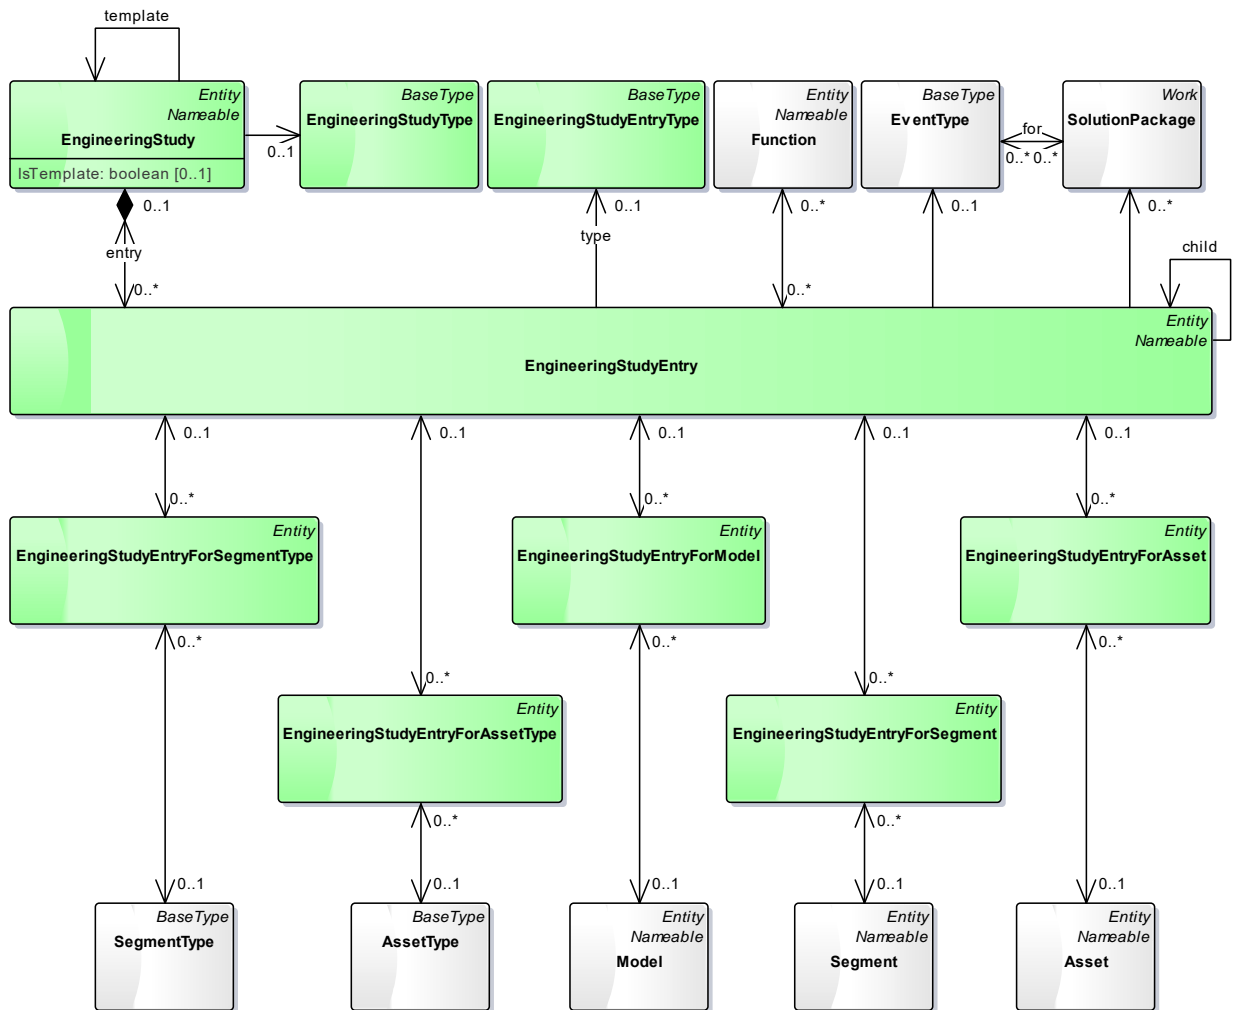 template
Entity
Nameable
EngineeringStudy
IsTemplate: boolean [0..1]
0..1
BaseType
EngineeringStudyType
BaseType
EngineeringStudyEntryType
Entity
Nameable
Function
BaseType
EventType
for
0..* 0..*
Work
SolutionPackage
0..1
entry
0..*
0..1
type
0..*
0..*
0..1
0..*
child
Entity
Nameable
EngineeringStudyEntry
0..1
0..1
0..1
0..1
0..1
0..*
0..*
0..*
Entity
EngineeringStudyEntryForSegmentType
Entity
EngineeringStudyEntryForModel
Entity
EngineeringStudyEntryForAsset
0..*
0..*
0..*
0..*
0..*
Entity
EngineeringStudyEntryForAssetType
Entity
EngineeringStudyEntryForSegment
0..*
0..*
0..1
0..1
0..1
0..1
0..1
BaseType
SegmentType
BaseType
AssetType
Entity
Nameable
Model
Entity
Nameable
Segment
Entity
Nameable
Asset